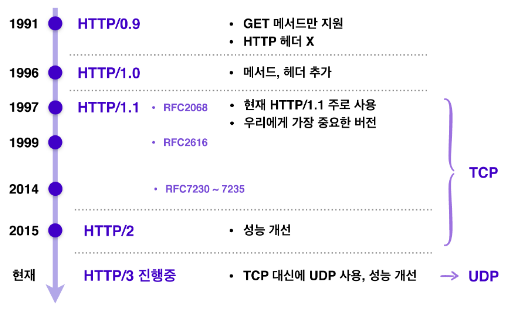 1991 HTTP/0.9 • GET 메서드만 지원
• HTTP 헤더 X
1996 HTTP/1.0 • 메서드, 헤더 추가
1997 HTTP/1.1 • RFC2068 • 현재 HTTP/1.1 주로 사용
• 우리에게 가장 중요한 버전
1999 • RFC2616
TCP
2014 • RFC7230 ~ 7235
2015 HTTP/2 • 성능 개선
현재 HTTP/3 진행중 • TCP 대신에 UDP 사용, 성능 개선 → UDP